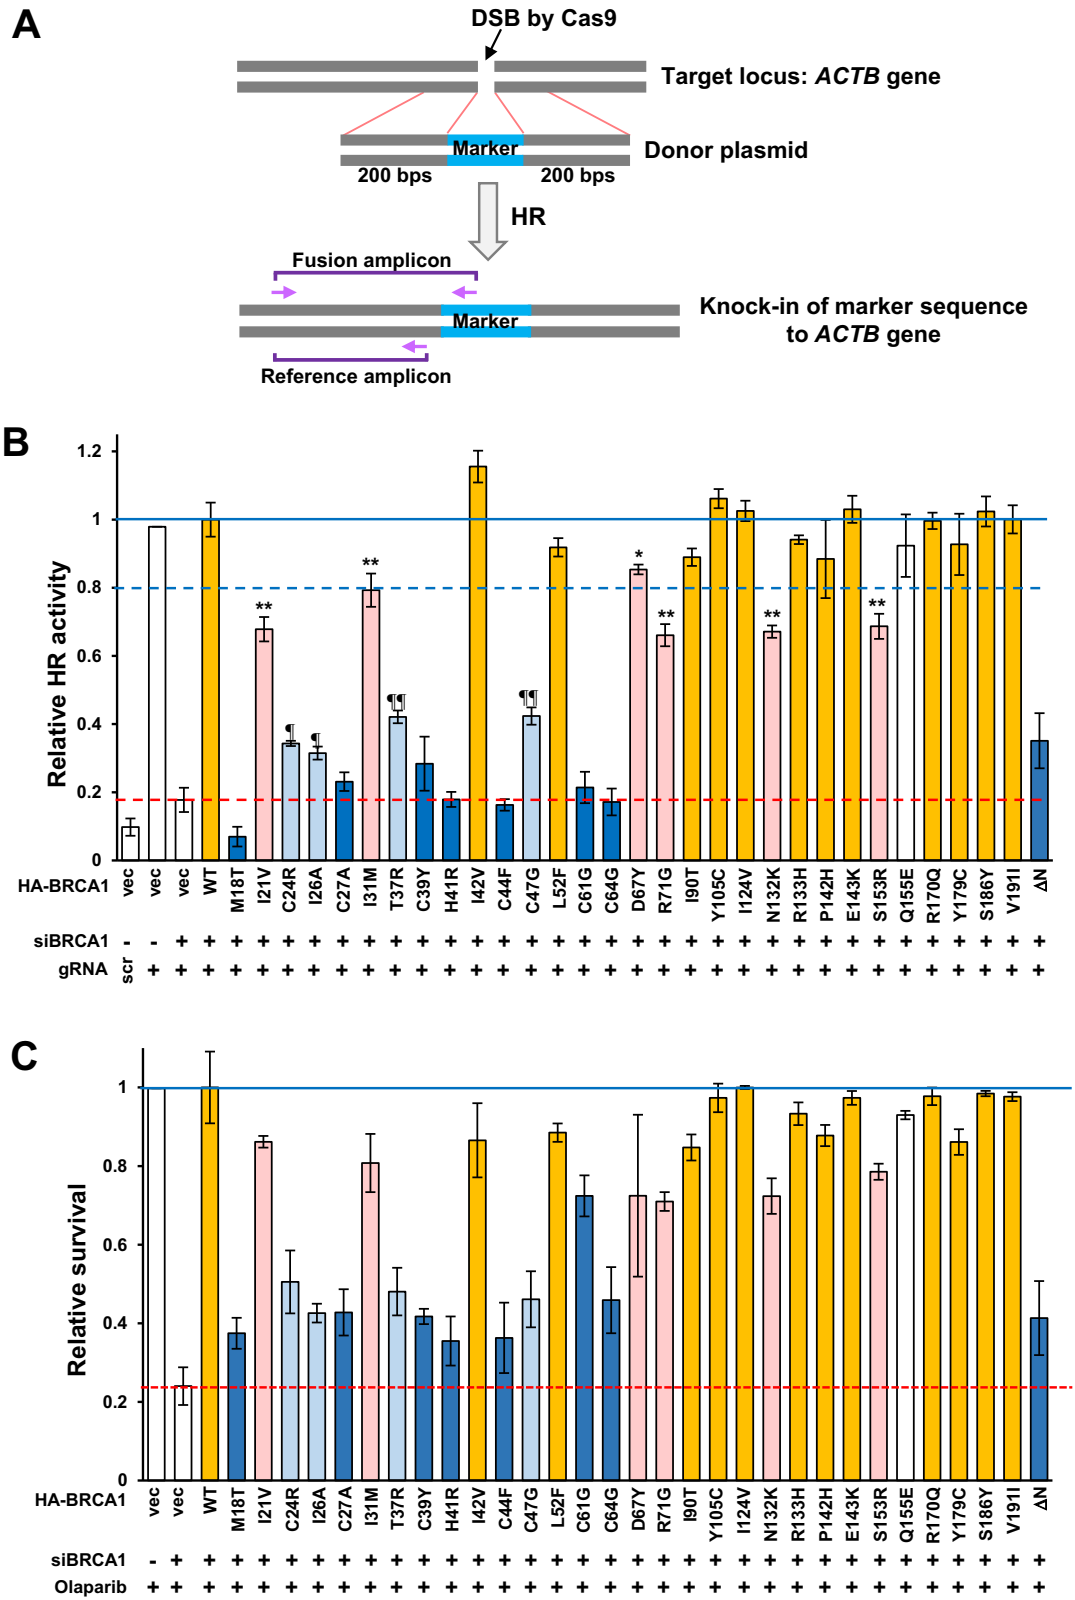 A
DSB by Cas9
Target locus: ACTB gene
Marker
Donor plasmid
200 bps 200 bps
HR
Fusion amplicon
Marker
Knock-in of marker sequence
to ACTB gene
Reference amplicon
B
Relative HR activity
1.2
1
0.8
0.6
0.4
0.2
0
** ¶ ¶ ** ¶¶ ¶¶ * ** ** **
HA-BRCA1 vec vec vec WT M18T I21V C24R I26A C27A I31M T37R C39Y H41R I42V C44F C47G L52F C61G C64G D67Y R71G I90T Y105C I124V N132K R133H P142H E143K S153R Q155E R170Q Y179C S186Y V191I ΔN
siBRCA1 - - + + + + + + + + + + + + + + + + + + + + + + + + + + + + + + + + +
gRNA scr + + + + + + + + + + + + + + + + + + + + + + + + + + + + + + + + + +
C
Relative survival
1
0.8
0.6
0.4
0.2
0
HA-BRCA1 vec vec WT M18T I21V C24R I26A C27A I31M T37R C39Y H41R I42V C44F C47G L52F C61G C64G D67Y R71G I90T Y105C I124V N132K R133H P142H E143K S153R Q155E R170Q Y179C S186Y V191I ΔN
siBRCA1 - + + + + + + + + + + + + + + + + + + + + + + + + + + + + + + + + +
Olaparib + + + + + + + + + + + + + + + + + + + + + + + + + + + + + + + + + +